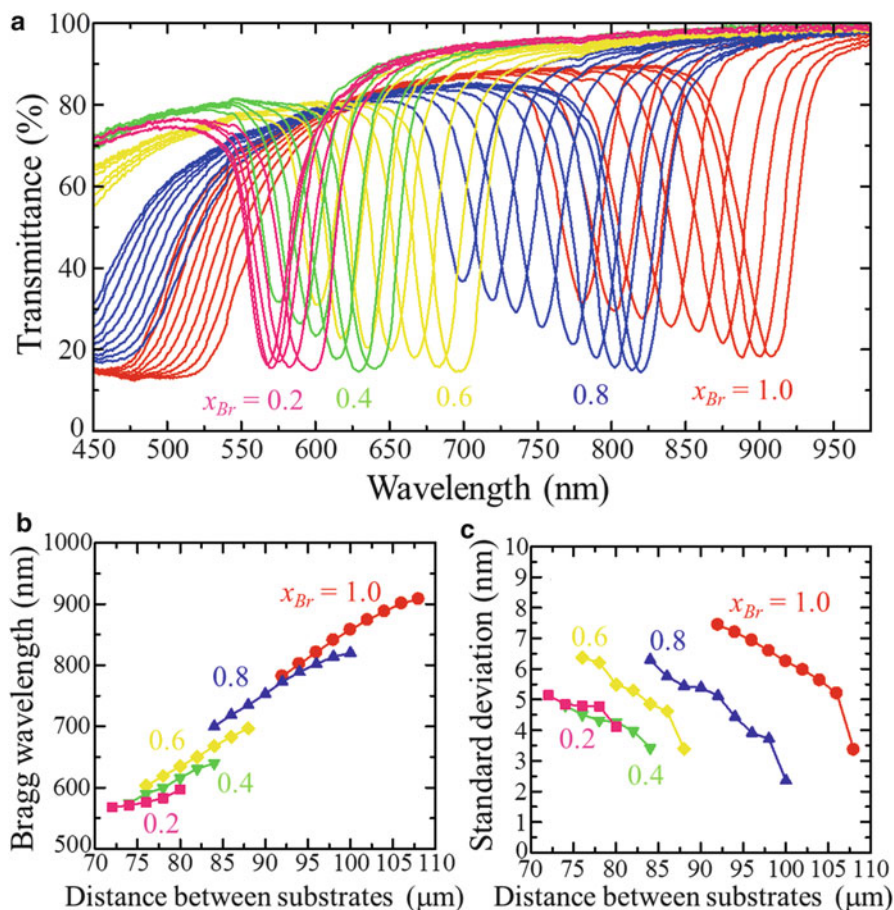 a
100
80
60
40
20
0
Transmittance (%)
x_Br = 0.2
0.4
0.6
0.8
x_Br = 1.0
450 500 550 600 650 700 750 800 850 900 950
Wavelength (nm)
b
1000
900
800
700
600
500
Bragg wavelength (nm)
x_Br = 1.0
0.8
0.6
0.4
0.2
70 75 80 85 90 95 100 105 110
Distance between substrates (μm)
c
10
9
8
7
6
5
4
3
2
1
0
Standard deviation (nm)
x_Br = 1.0
0.8
0.6
0.2
0.4
70 75 80 85 90 95 100 105 110
Distance between substrates (μm)